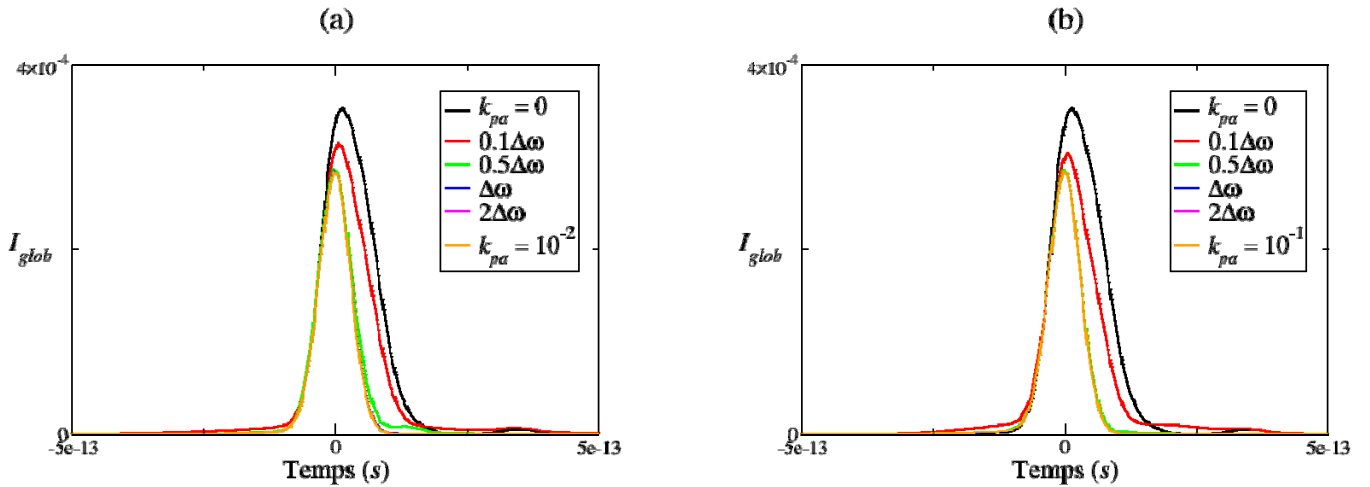 (a)
4×10⁻⁴
k_pa = 0
0.1Δω
0.5Δω
Δω
2Δω
k_pa = 10⁻²
I_glob
0
-5e-13 0 5e-13
Temps (s)
(b)
4×10⁻⁴
k_pa = 0
0.1Δω
0.5Δω
Δω
2Δω
k_pa = 10⁻¹
I_glob
0
-5e-13 0 5e-13
Temps (s)